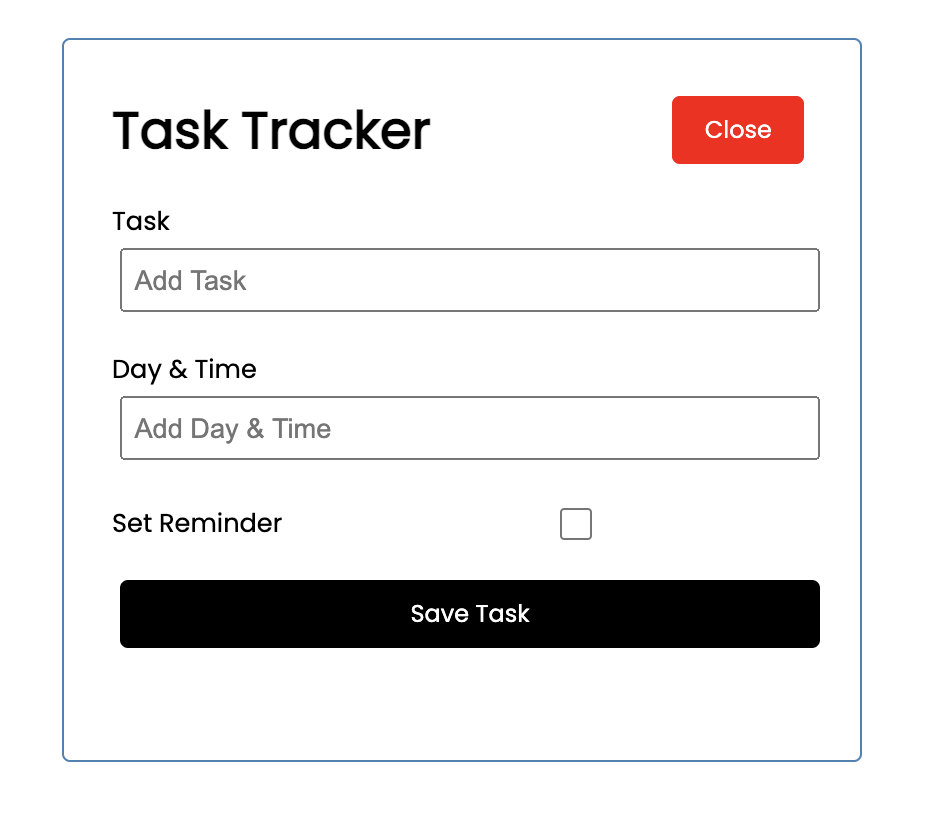 Task Tracker
Close
Task
Add Task
Day & Time
Add Day & Time
Set Reminder
Save Task